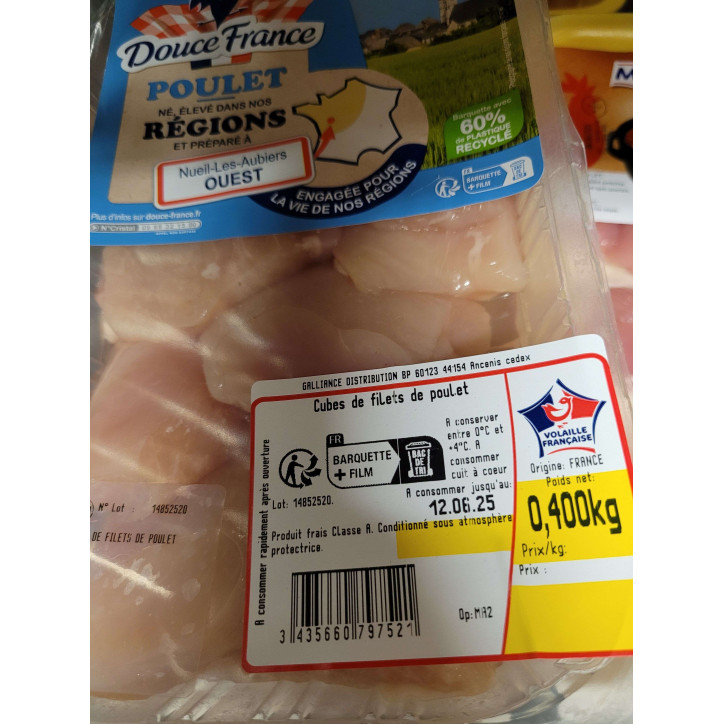 Douce France
POULET
NÉ, ÉLEVÉ DANS NOS
RÉGIONS
ET PRÉPARÉ À
Nueil-Les-Aubiers
OUEST
ENGAGÉE POUR
LA VIE DE NOS RÉGIONS
Barquette avec
60%
de PLASTIQUE
RECYCLÉ
FR
BARQUETTE
+ FILM
Plus d'infos sur douce-france.fr
N°Cristal
M
GALLIANCE DISTRIBUTION BP 60123 44154 Ancenis cedex
Cubes de filets de poulet
FR
BARQUETTE
+ FILM
BAC
DE
TRI
A conserver
entre 0°C et
+4°C. A
consommer
cuit à coeur
A consommer jusqu'au:
12.06.25
Lot: 14852520.
Produit frais Classe A. Conditionné sous atmosphère
protectrice.
A consommer rapidement après ouverture
3 435660 797521
Op:MA2
VOLAILLE
FRANÇAISE
Origine: FRANCE
Poids net:
0,400kg
Prix/kg:
Prix :
N° Lot : 14852520
DE FILETS DE POULET